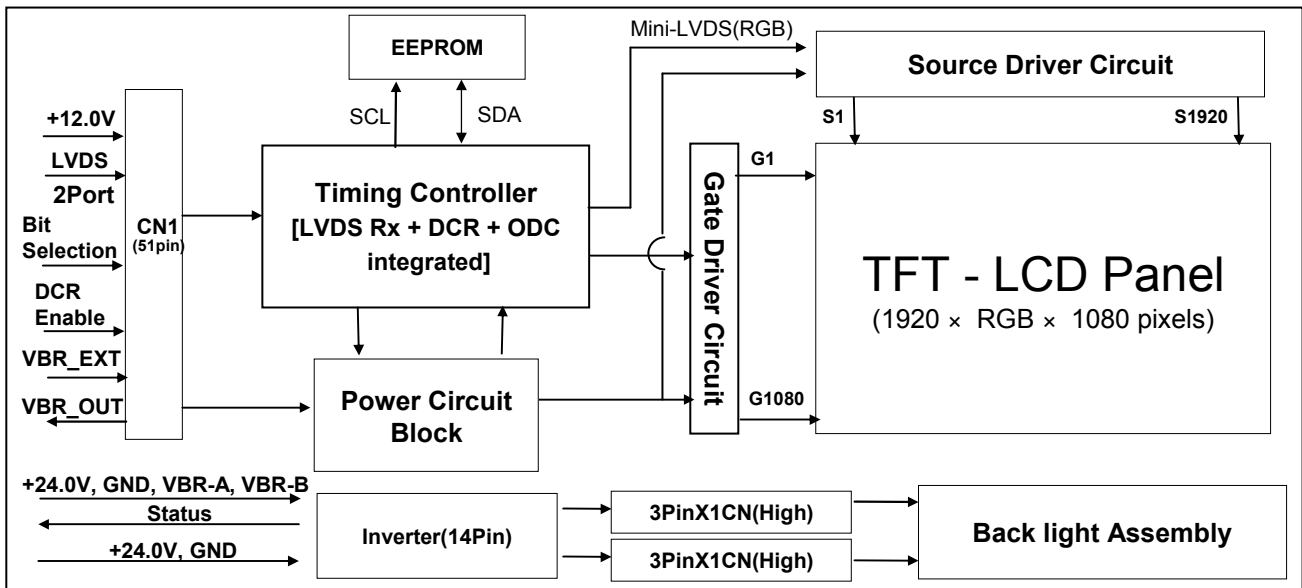 EEPROM
Mini-LVDS(RGB)
Source Driver Circuit
SCL
SDA
S1
S1920
+12.0V
LVDS
2Port
Bit
Selection
DCR
Enable
VBR_EXT
VBR_OUT
CN1
(51pin)
Timing Controller
[LVDS Rx + DCR + ODC
integrated]
Power Circuit
Block
Gate Driver Circuit
G1
G1080
TFT - LCD Panel
(1920 × RGB × 1080 pixels)
+24.0V, GND, VBR-A, VBR-B
Status
+24.0V, GND
Inverter(14Pin)
3PinX1CN(High)
3PinX1CN(High)
Back light Assembly